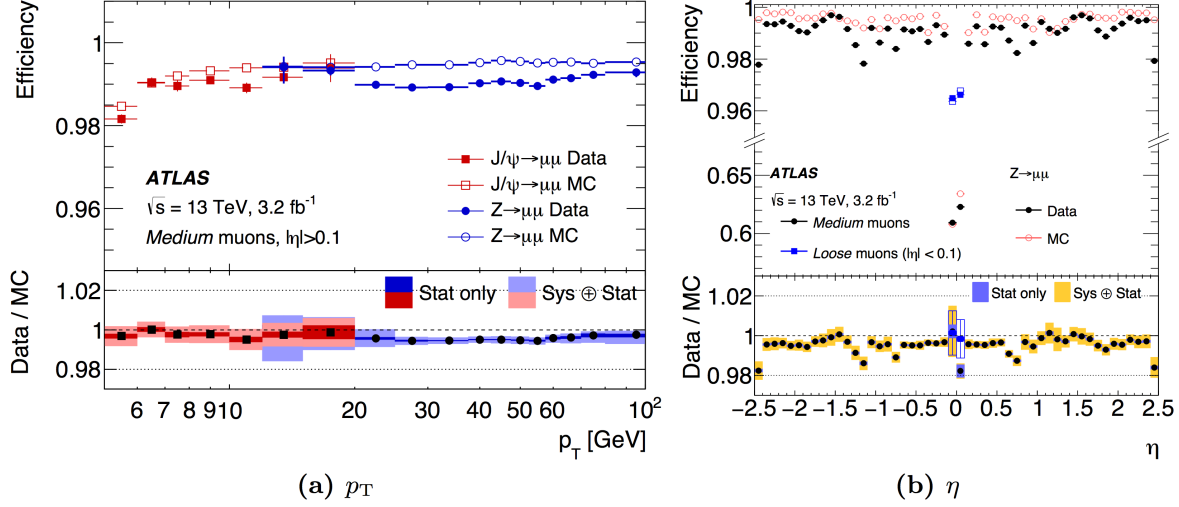 Efficiency
1
0.98
0.96
J/ψ→μμ Data
J/ψ→μμ MC
Z→μμ Data
Z→μμ MC
ATLAS
√s = 13 TeV, 3.2 fb⁻¹
Medium muons, |η|>0.1
Data / MC
1.02
1
0.98
Stat only
Sys ⊕ Stat
6 7 8 9 10 20 30 40 50 60 10²
p_T [GeV]
(a) p_T
Efficiency
1
0.98
0.96
0.65
0.6
ATLAS
√s = 13 TeV, 3.2 fb⁻¹
Medium muons
Loose muons (|η| < 0.1)
Z→μμ
Data
MC
Data / MC
1.02
1
0.98
Stat only
Sys ⊕ Stat
−2.5 −2 −1.5 −1 −0.5 0 0.5 1 1.5 2 2.5
η
(b) η